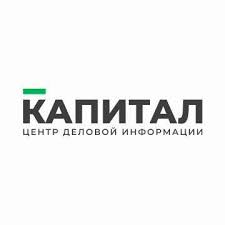 КАПИТАЛ
ЦЕНТР ДЕЛОВОЙ ИНФОРМАЦИИ